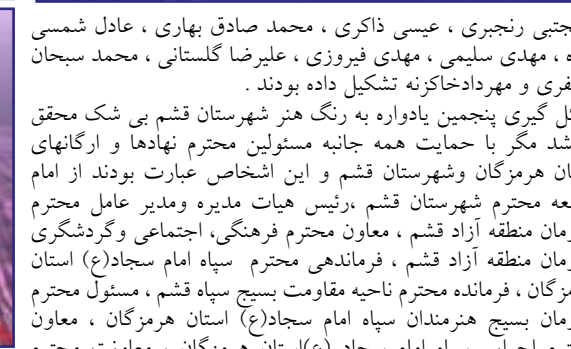 جتبی رنجبری ، عیسی ذاکری ، محمد صادق بهاری ، عادل شمسی
ه ، مهدی سلیمی ، مهدی فیروزی ، علیرضا گلستانی ، محمد سبحان
فری و مهردادخاکزنه تشکیل داده بودند .
ل گیری پنجمین یادواره به رنگ هنر شهرستان قشم بی شک محقق
شد مگر با حمایت همه جانبه مسئولین محترم نهادها و ارگانهای
ان هرمزگان وشهرستان قشم و این اشخاص عبارت بودند از امام
عه محترم شهرستان قشم ،رئیس هیات مدیره ومدیر عامل محترم
مان منطقه آزاد قشم ، معاون محترم فرهنگی، اجتماعی وگردشگری
مان منطقه آزاد قشم ، فرماندهی محترم سپاه امام سجاد(ع) استان
مزگان ، فرمانده محترم ناحیه مقاومت بسیج سپاه قشم ، مسئول محترم
مان بسیج هنرمندان سپاه امام سجاد(ع) استان هرمزگان ، معاون